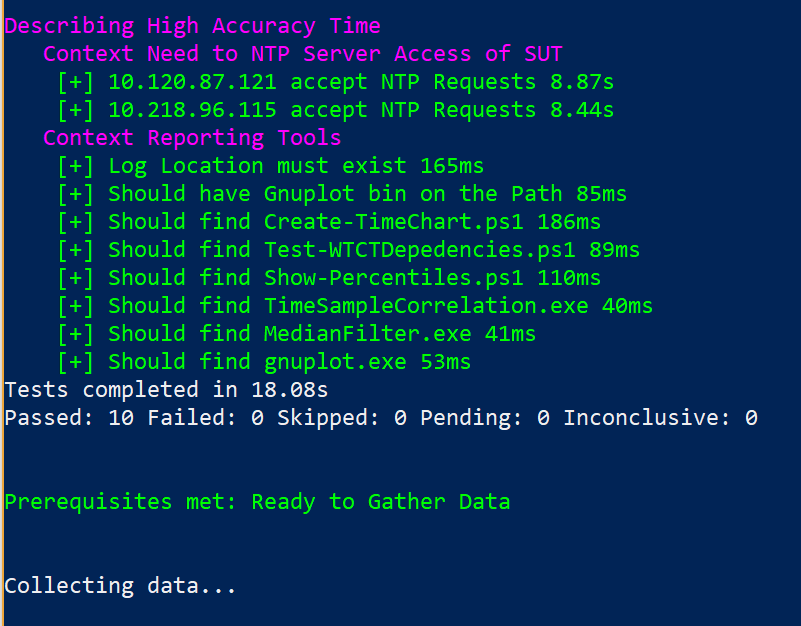 Describing High Accuracy Time
Context Need to NTP Server Access of SUT
[+] 10.120.87.121 accept NTP Requests 8.87s
[+] 10.218.96.115 accept NTP Requests 8.44s
Context Reporting Tools
[+] Log Location must exist 165ms
[+] Should have Gnuplot bin on the Path 85ms
[+] Should find Create-TimeChart.ps1 186ms
[+] Should find Test-WTCTDepedencies.ps1 89ms
[+] Should find Show-Percentiles.ps1 110ms
[+] Should find TimeSampleCorrelation.exe 40ms
[+] Should find MedianFilter.exe 41ms
[+] Should find gnuplot.exe 53ms
Tests completed in 18.08s
Passed: 10 Failed: 0 Skipped: 0 Pending: 0 Inconclusive: 0
Prerequisites met: Ready to Gather Data
Collecting data...